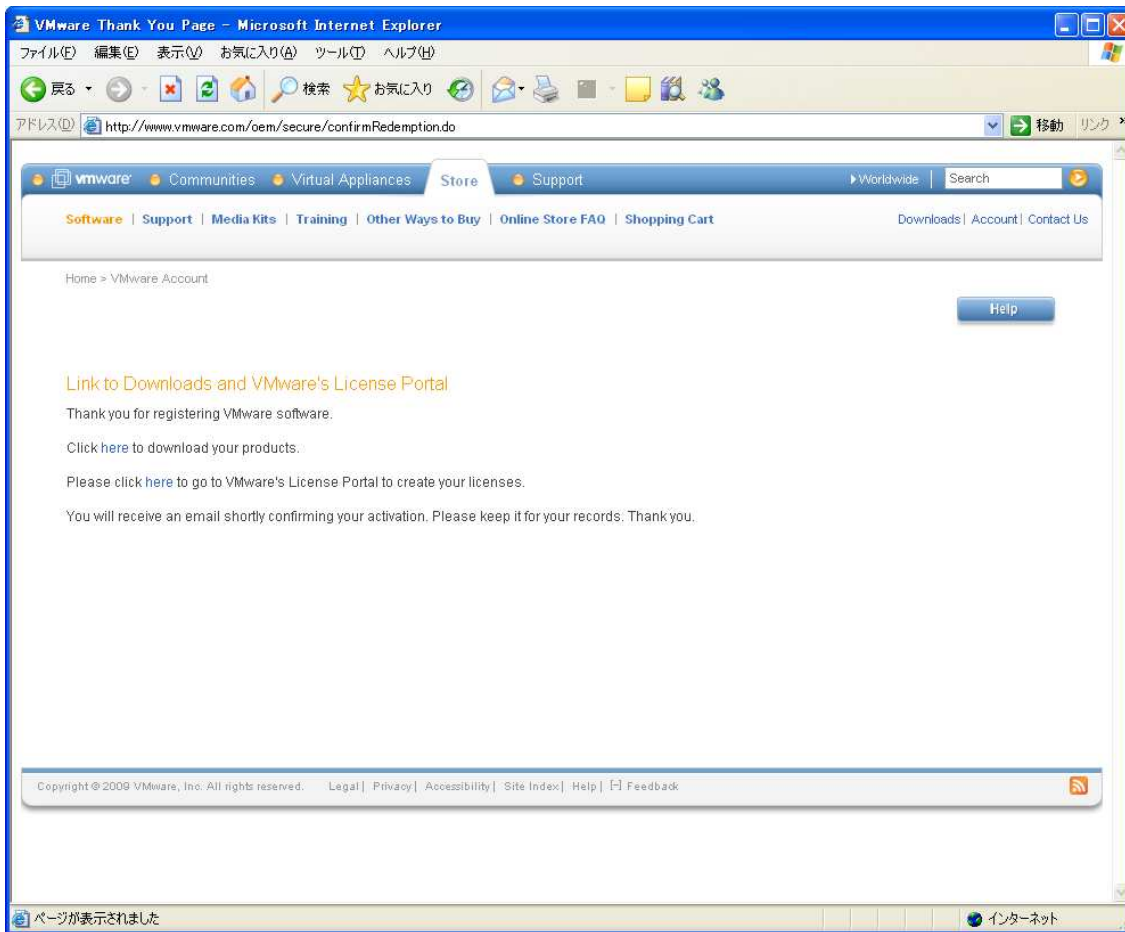 VMware Thank You Page - Microsoft Internet Explorer
ファイル(F) 編集(E) 表示(V) お気に入り(A) ツール(T) ヘルプ(H)
戻る 検索 お気に入り
アドレス(D) http://www.vmware.com/oem/secure/confirmRedemption.do 移動 リンク »
vmware Communities Virtual Appliances Store Support Worldwide Search
Software | Support | Media Kits | Training | Other Ways to Buy | Online Store FAQ | Shopping Cart Downloads | Account | Contact Us
Home > VMware Account
Help
Link to Downloads and VMware's License Portal
Thank you for registering VMware software.
Click here to download your products.
Please click here to go to VMware's License Portal to create your licenses.
You will receive an email shortly confirming your activation. Please keep it for your records. Thank you.
Copyright © 2009 VMware, Inc. All rights reserved. Legal | Privacy | Accessibility | Site Index | Help | [-] Feedback
ページが表示されました インターネット